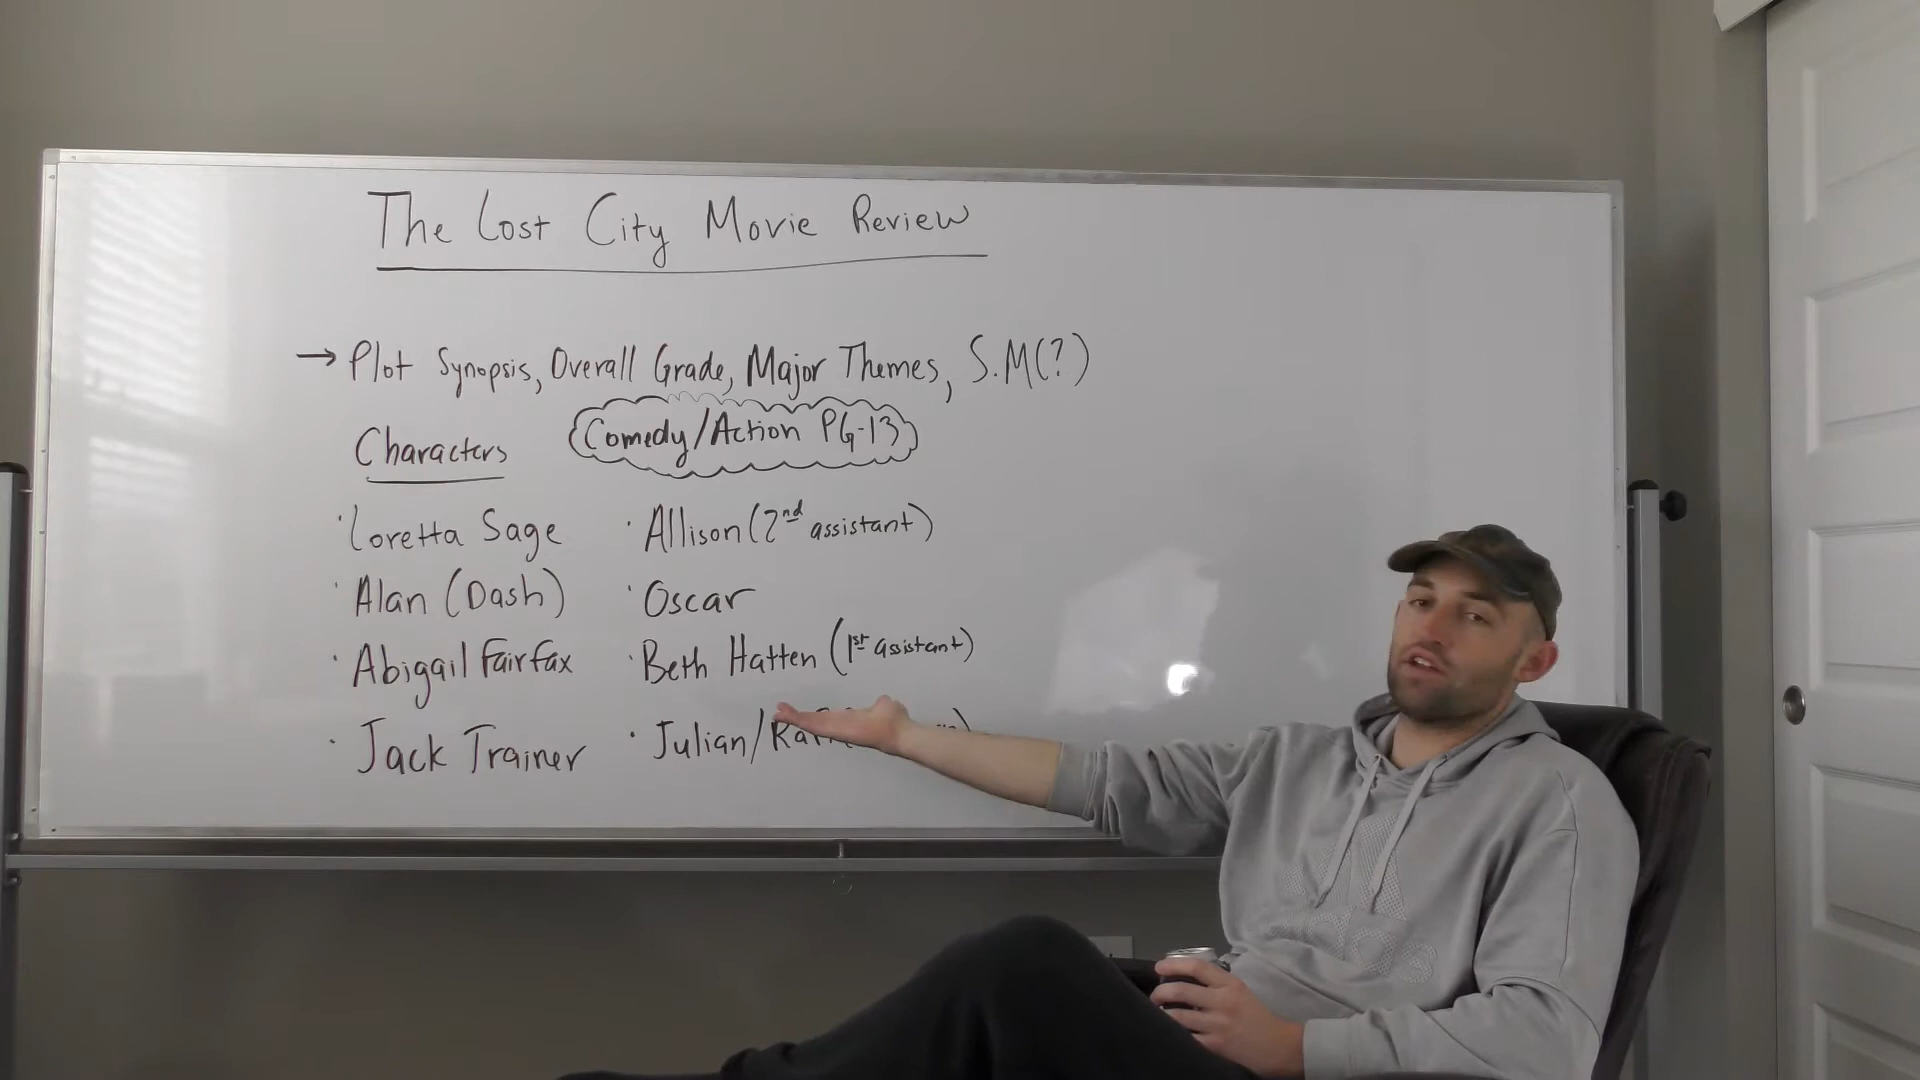 The Lost City Movie Review
→ Plot Synopsis, Overall Grade, Major Themes, S.M(?)
Characters
Comedy/Action PG-13
· Loretta Sage
· Alan (Dash)
· Abigail Fairfax
· Jack Trainer
· Allison (2nd assistant)
· Oscar
· Beth Hatten (1st assistant)
· Julian/
adidas